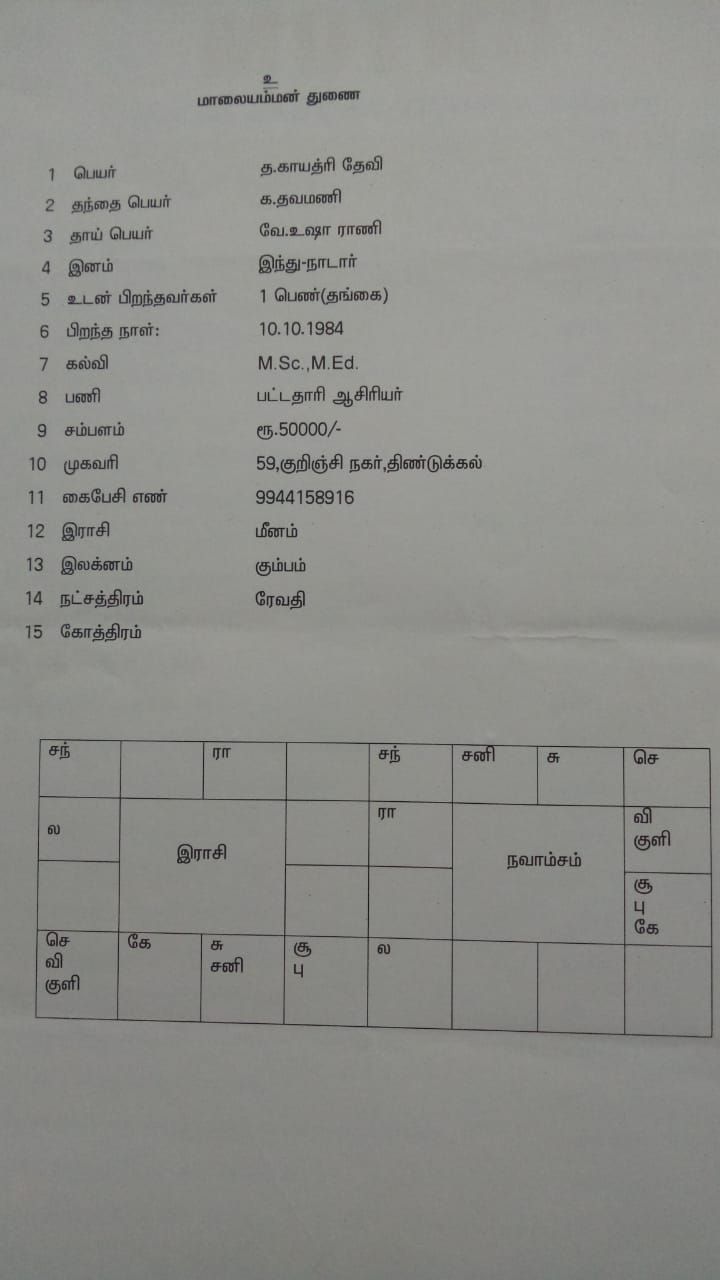 உ
மாலையம்மன் துணை
1 பெயர் த.காயத்ரி தேவி
2 தந்தை பெயர் க.தவமணி
3 தாய் பெயர் வே.உஷா ராணி
4 இனம் இந்து-நாடார்
5 உடன் பிறந்தவர்கள் 1 பெண்(தங்கை)
6 பிறந்த நாள்: 10.10.1984
7 கல்வி M.Sc.,M.Ed.
8 பணி பட்டதாரி ஆசிரியர்
9 சம்பளம் ரூ.50000/-
10 முகவரி 59,குறிஞ்சி நகர்,திண்டுக்கல்
11 கைபேசி எண் 9944158916
12 இராசி மீனம்
13 இலக்னம் கும்பம்
14 நட்சத்திரம் ரேவதி
15 கோத்திரம்
சந் ரா சந் சனி சு செ
ல இராசி ரா நவாம்சம் வி
குளி
சூ
பு
கே
செ கே சு சூ ல
வி சனி பு
குளி